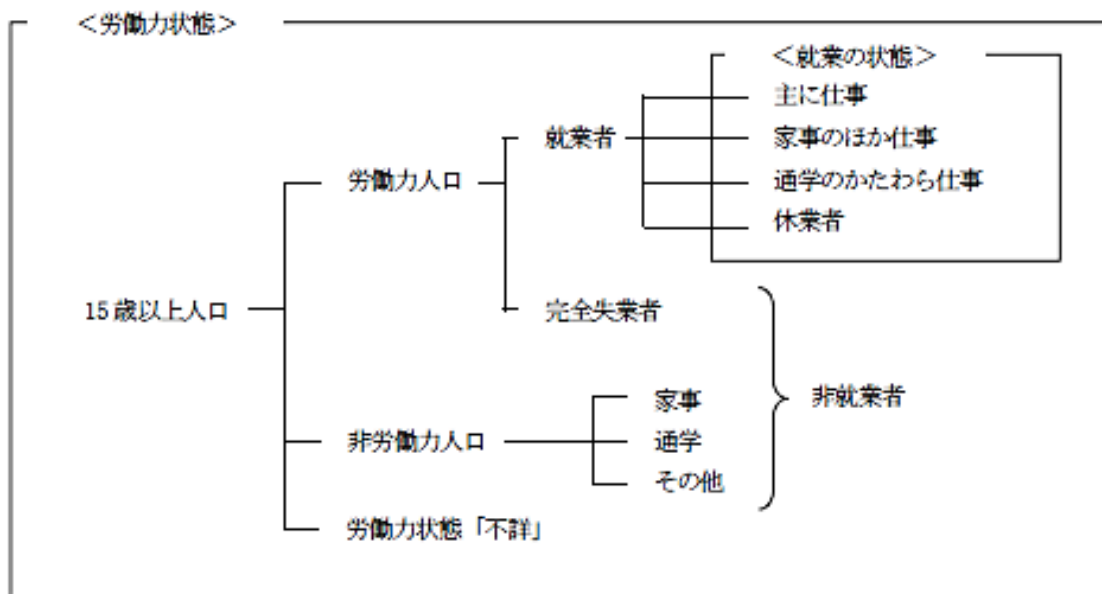 ＜労働力状態＞
＜就業の状態＞
主に仕事
就業者
家事のほか仕事
労働力人口
通学のかたわら仕事
休業者
15歳以上人口
完全失業者
家事
非就業者
非労働力人口
通学
その他
労働力状態「不詳」